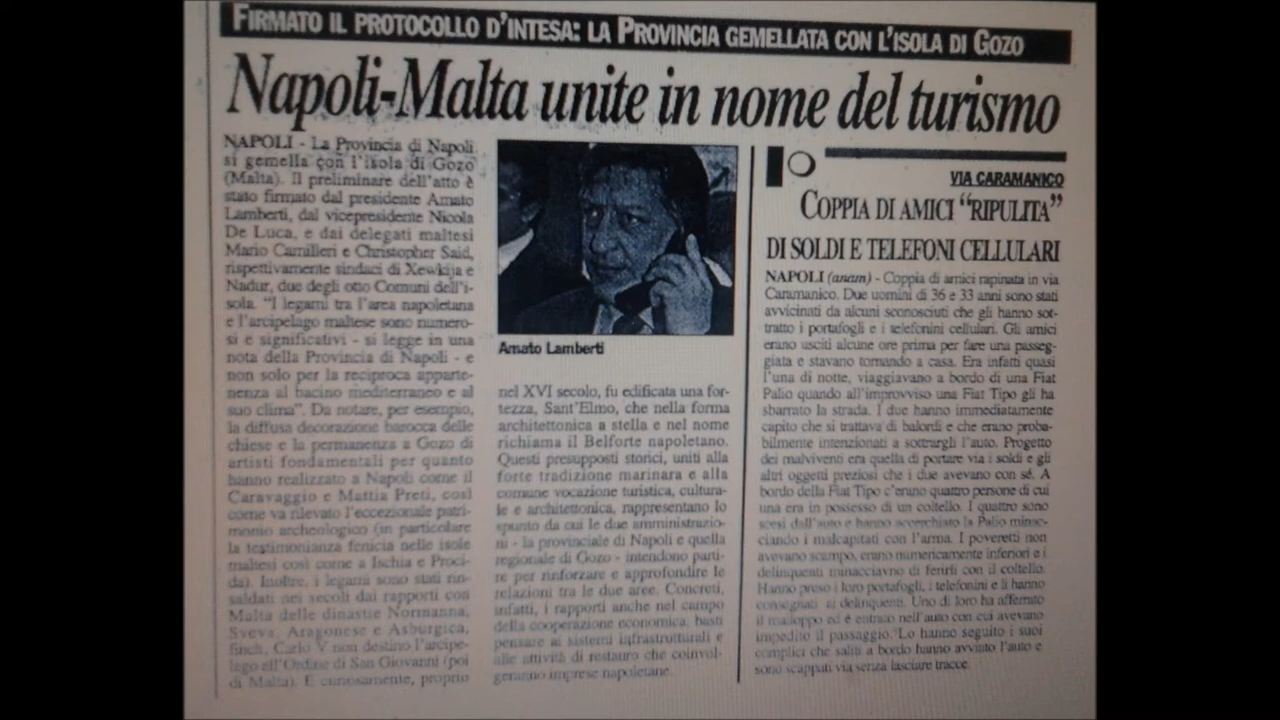 FIRMATO IL PROTOCOLLO D'INTESA: LA PROVINCIA GEMELLATA CON L'ISOLA DI GOZO
Napoli-Malta unite in nome del turismo
NAPOLI - La Provincia di Napoli
si gemella con l'isola di Gozo
(Malta). Il preliminare dell'atto è
stato firmato dal presidente Amato
Lamberti, dal vicepresidente Nicola
De Luca, e dai delegati maltesi
Mario Camilleri e Christopher Said,
rispettivamente sindaci di Xewkija e
Nadur, due degli otto Comuni dell'i-
sola. "I legami tra l'area napoletana
e l'arcipelago maltese sono numero-
si e significativi - si legge in una
nota della Provincia di Napoli - e
non solo per la reciproca apparte-
nenza al bacino mediterraneo e al
suo clima". Da notare, per esempio,
la diffusa decorazione barocca delle
chiese e la permanenza a Gozo di
artisti fondamentali per quanto
hanno realizzato a Napoli come il
Caravaggio e Mattia Preti, così
come va rilevato l'eccezionale patri-
monio archeologico (in particolare
la testimonianza fenicia nelle isole
maltesi così come a Ischia e Proci-
da). Inoltre, i legami sono stati rin-
saldati nei secoli dai rapporti con
Malta delle dinastie Normanna,
Sveva, Aragonese e Asburgica,
finch, Carlo V non destino l'arcipe-
lago all'Ordine di San Giovanni (poi
di Malta). E curiosamente, proprio
Amato Lamberti
nel XVI secolo, fu edificata una for-
tezza, Sant'Elmo, che nella forma
architettonica a stella e nel nome
richiama il Belforte napoletano.
Questi presupposti storici, uniti alla
forte tradizione marinara e alla
comune vocazione turistica, cultura-
le e architettonica, rappresentano lo
spunto da cui le due amministrazio-
ni - la provinciale di Napoli e quella
regionale di Gozo - intendono parti-
re per rinforzare e approfondire le
relazioni tra le due aree. Concreti,
infatti, i rapporti anche nel campo
della cooperazione economica: basti
pensare ai sistemi infrastrutturali e
alle attività di restauro che coinvol-
geranno imprese napoletane.
VIA CARAMANICO
COPPIA DI AMICI "RIPULITA"
DI SOLDI E TELEFONI CELLULARI
NAPOLI (anam) - Coppia di amici rapinata in via
Caramanico. Due uomini di 36 e 33 anni sono stati
avvicinati da alcuni sconosciuti che gli hanno sot-
tratto i portafogli e i telefonini cellulari. Gli amici
erano usciti alcune ore prima per fare una passeg-
giata e stavano tornando a casa. Era infatti quasi
l'una di notte, viaggiavano a bordo di una Fiat
Palio quando all'improvviso una Fiat Tipo gli ha
sbarrato la strada. I due hanno immediatamente
capito che si trattava di balordi e che erano proba-
bilmente intenzionati a sottrargli l'auto. Progetto
dei malviventi era quella di portare via i soldi e gli
altri oggetti preziosi che i due avevano con sé. A
bordo della Fiat Tipo c'erano quattro persone di cui
una era in possesso di un coltello. I quattro sono
scesi dall'auto e hanno accerchiato la Palio minac-
ciando i malcapitati con l'arma. I poveretti non
avevano scampo, erano numericamente inferiori e i
delinquenti minacciavno di ferirli con il coltello.
Hanno preso i loro portafogli, i telefonini e li hanno
consegnati ai delinquenti. Uno di loro ha afferrato
il malloppo ed è entrato nell'auto con cui avevano
impedito il passaggio. Lo hanno seguito i suoi
complici che saliti a bordo hanno avviato l'auto e
sono scappati via senza lasciare tracce.